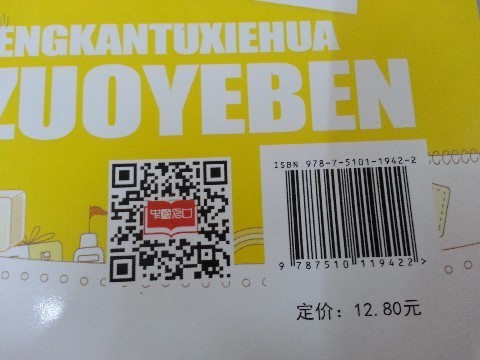 ENGKANTUXIEHUA
ZUOYEBEN
ISBN 978-7-5101-1942-2
9 787510 119422 >
定价: 12.80元